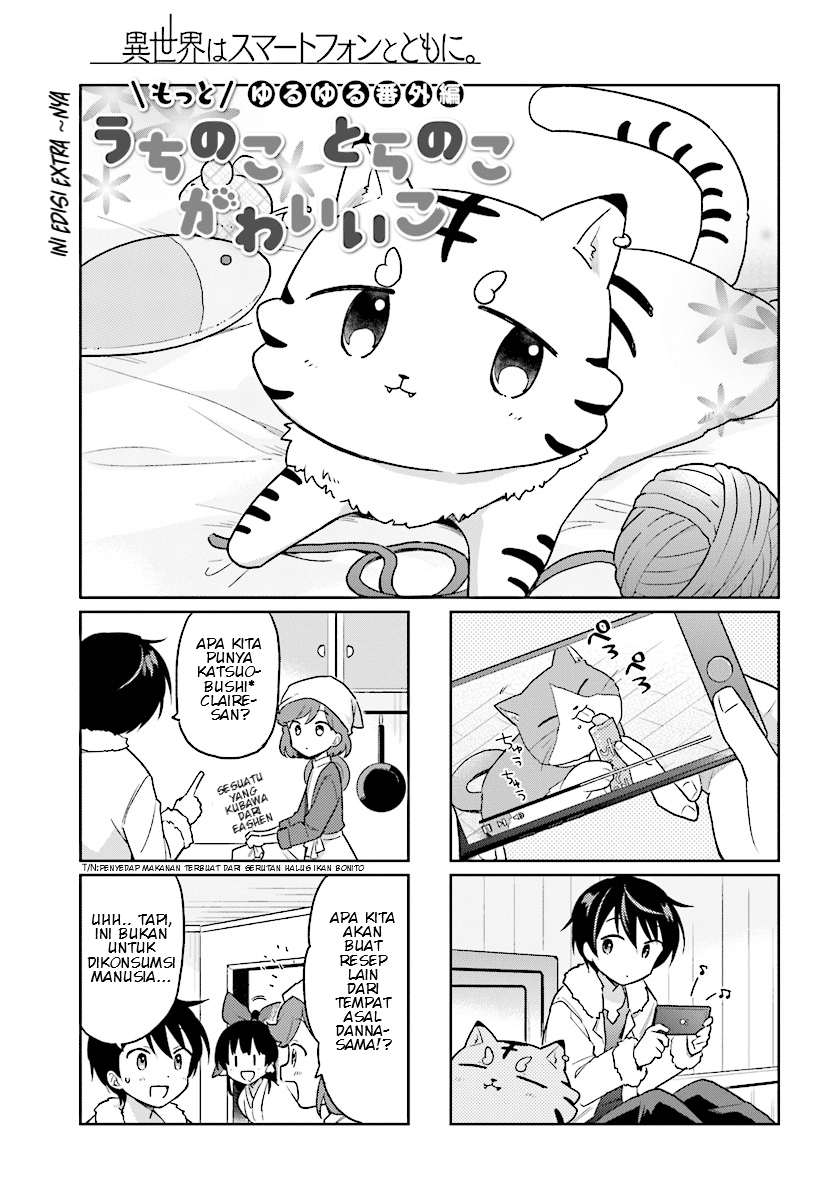 異世界はスマートフォンとともに。
もっと
ゆるゆる番外編
うちのこ とらのこ
かわいいこ
INI EDISI EXTRA ~NYA
ペロ
ペロ
ちゅう
ちゅう
APA KITA
PUNYA
KATSUO-
BUSHI*
CLAIRE-
SAN?
SESUATU
YANG
KUBAWA
DARI
EASHEN
T/N:PENYEDAP MAKANAN TERBUAT DARI SERUTAN HALUS IKAN BONITO
APA KITA
AKAN
BUAT
RESEP
LAIN
DARI
TEMPAT
ASAL
DANNA-
SAMA!?
UHH.. TAPI,
INI BUKAN
UNTUK
DIKONSUMSI
MANUSIA...